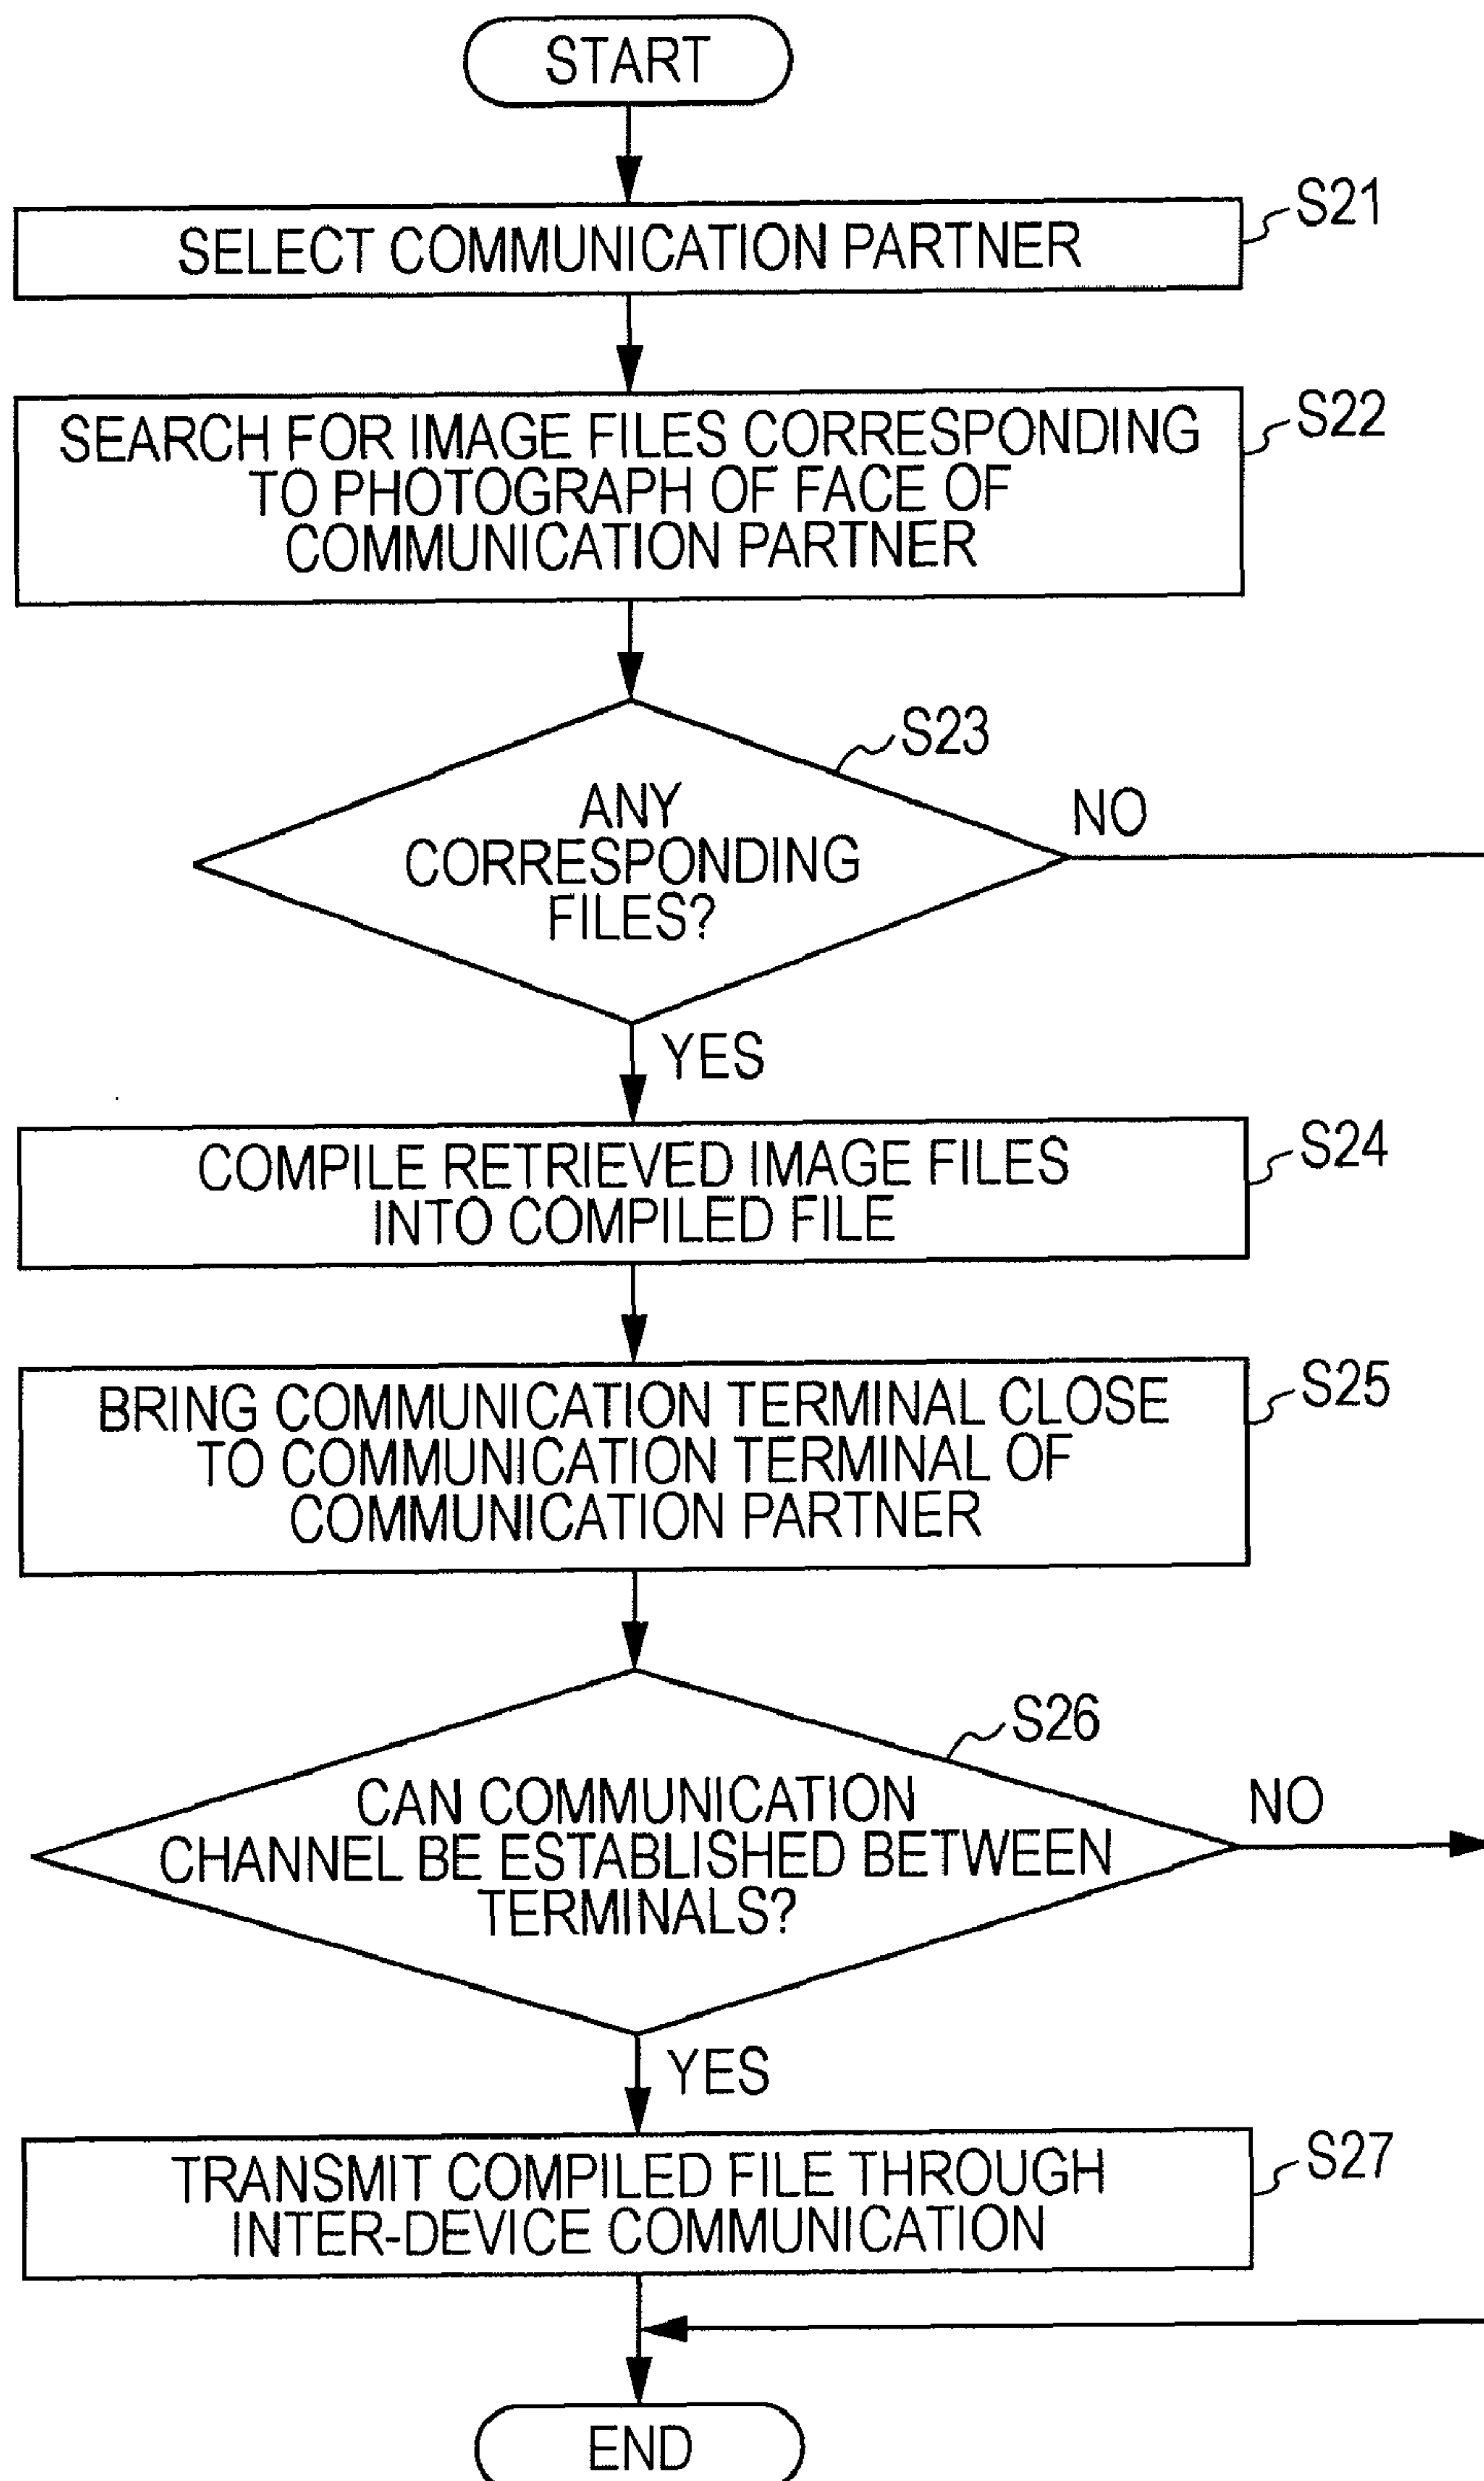 START
S21
SELECT COMMUNICATION PARTNER
S22
SEARCH FOR IMAGE FILES CORRESPONDING
TO PHOTOGRAPH OF FACE OF
COMMUNICATION PARTNER
S23
ANY
CORRESPONDING
FILES?
NO
YES
S24
COMPILE RETRIEVED IMAGE FILES
INTO COMPILED FILE
S25
BRING COMMUNICATION TERMINAL CLOSE
TO COMMUNICATION TERMINAL OF
COMMUNICATION PARTNER
S26
CAN COMMUNICATION
CHANNEL BE ESTABLISHED BETWEEN
TERMINALS?
NO
YES
S27
TRANSMIT COMPILED FILE THROUGH
INTER-DEVICE COMMUNICATION
END